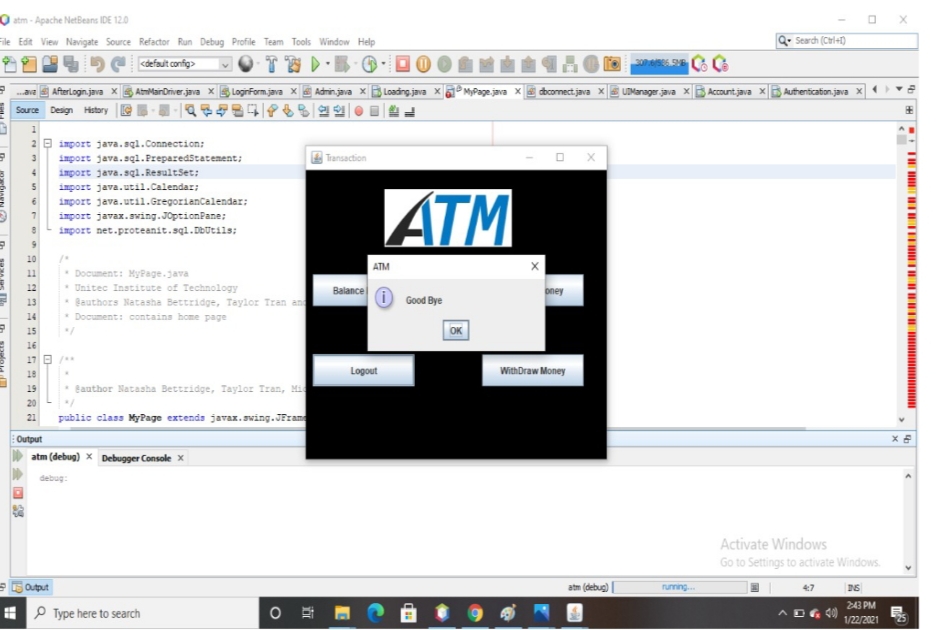 atm - Apache NetBeans IDE 12.0
File Edit View Navigate Source Refactor Run Debug Profile Team Tools Window Help
Search (Ctrl+I)
<default config>
...ava AfterLogin.java X AtmMainDriver.java X LoginForm.java X Admin.java X Loading.java X MyPage.java X dbconnect.java X UIManager.java X Account.java X Authentication.java X
Source Design History
1
2 import java.sql.Connection;
3 import java.sql.PreparedStatement;
4 import java.sql.ResultSet;
5 import java.util.Calendar;
6 import java.util.GregorianCalendar;
7 import javax.swing.JOptionPane;
8 import net.proteanit.sql.DbUtils;
9
10 /*
11 * Document: MyPage.java
12 * Unitec Institute of Technology
13 * @authors Natasha Bettridge, Taylor Tran and
14 * Document: contains home page
15 */
16
17 /**
18 *
19 * @author Natasha Bettridge, Taylor Tran, Mic
20 */
21 public class MyPage extends javax.swing.JFrame
Files
Navigator
Services
Projects
Transaction
ATM
ATM X
Good Bye
OK
Balance
oney
Logout
WithDraw Money
Output
atm (debug) X Debugger Console X
debug:
Activate Windows
Go to Settings to activate Windows.
Output
atm (debug) running... 4:7 INS
Type here to search
2:43 PM
1/22/2021